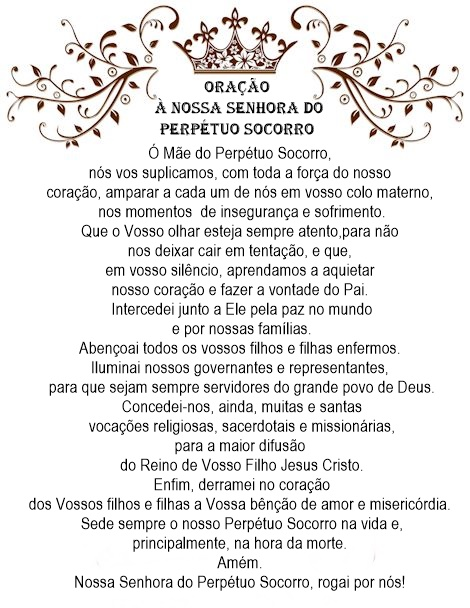 ORAÇÃO
À NOSSA SENHORA DO
PERPÉTUO SOCORRO
Ó Mãe do Perpétuo Socorro,
nós vos suplicamos, com toda a força do nosso
coração, amparar a cada um de nós em vosso colo materno,
nos momentos de insegurança e sofrimento.
Que o Vosso olhar esteja sempre atento,para não
nos deixar cair em tentação, e que,
em vosso silêncio, aprendamos a aquietar
nosso coração e fazer a vontade do Pai.
Intercedei junto a Ele pela paz no mundo
e por nossas famílias.
Abençoai todos os vossos filhos e filhas enfermos.
Iluminai nossos governantes e representantes,
para que sejam sempre servidores do grande povo de Deus.
Concedei-nos, ainda, muitas e santas
vocações religiosas, sacerdotais e missionárias,
para a maior difusão
do Reino de Vosso Filho Jesus Cristo.
Enfim, derramei no coração
dos Vossos filhos e filhas a Vossa bênção de amor e misericórdia.
Sede sempre o nosso Perpétuo Socorro na vida e,
principalmente, na hora da morte.
Amém.
Nossa Senhora do Perpétuo Socorro, rogai por nós!